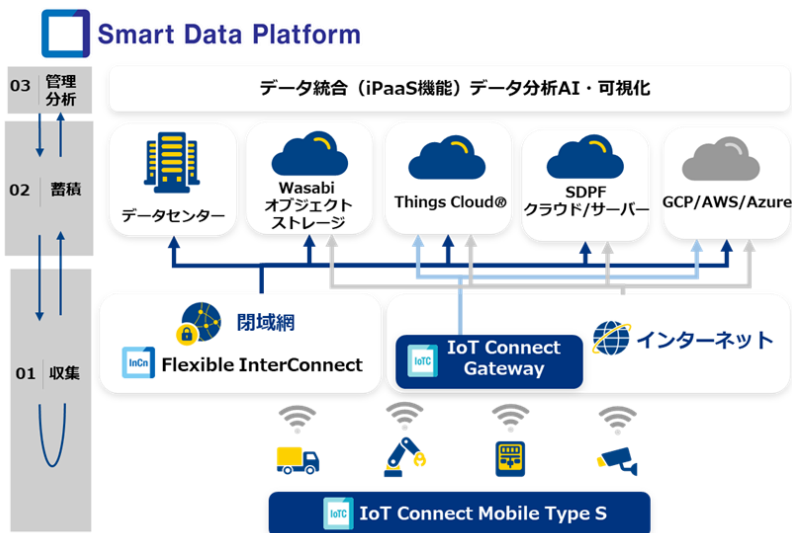 Smart Data Platform
03 管理
分析
データ統合（iPaaS機能）データ分析AI・可視化
02 蓄積
データセンター
Wasabi
オブジェクト
ストレージ
Things Cloud®
SDPF
クラウド/サーバー
GCP/AWS/Azure
01 収集
閉域網
InCn Flexible InterConnect
IoTC IoT Connect
Gateway
インターネット
IoTC IoT Connect Mobile Type S